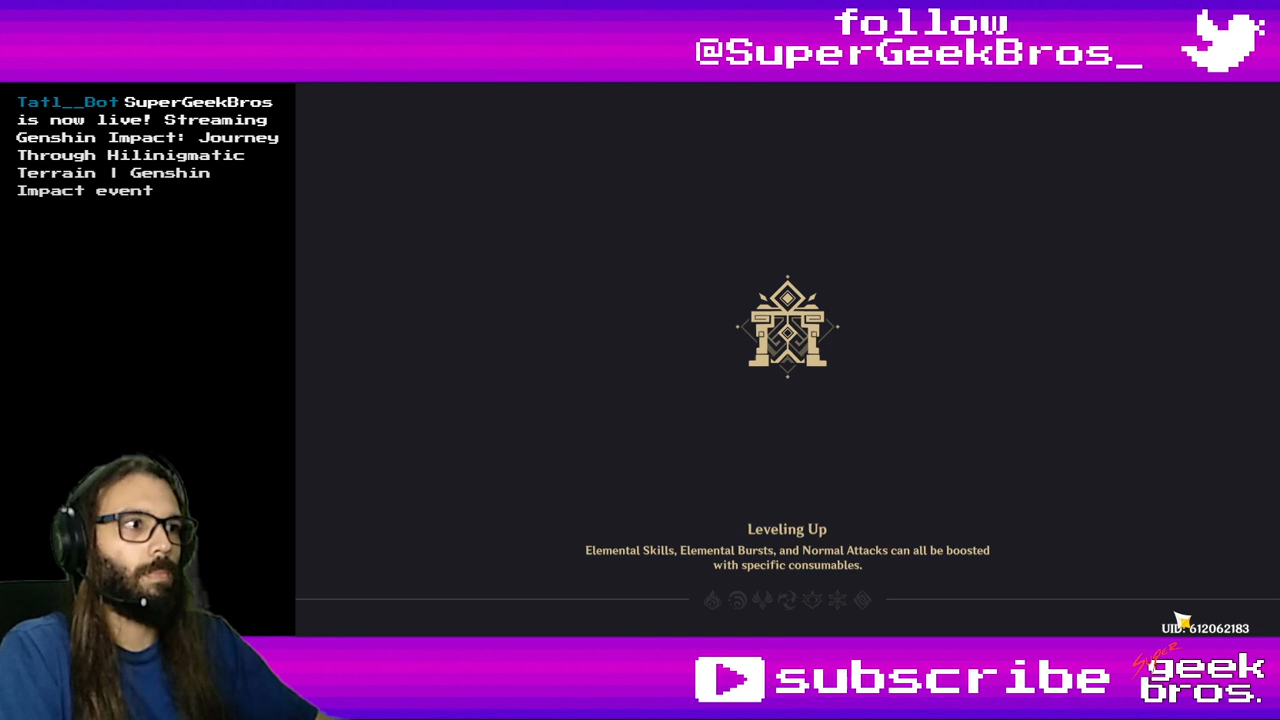 follow
@SuperGeekBros_
Tatl__Bot SuperGeekBros
is now live! Streaming
Genshin Impact: Journey
Through Hilinigmatic
Terrain | Genshin
Impact event
Leveling Up
Elemental Skills, Elemental Bursts, and Normal Attacks can all be boosted
with specific consumables.
UID: 612062183
subscribe
SUPER
geek
bros.